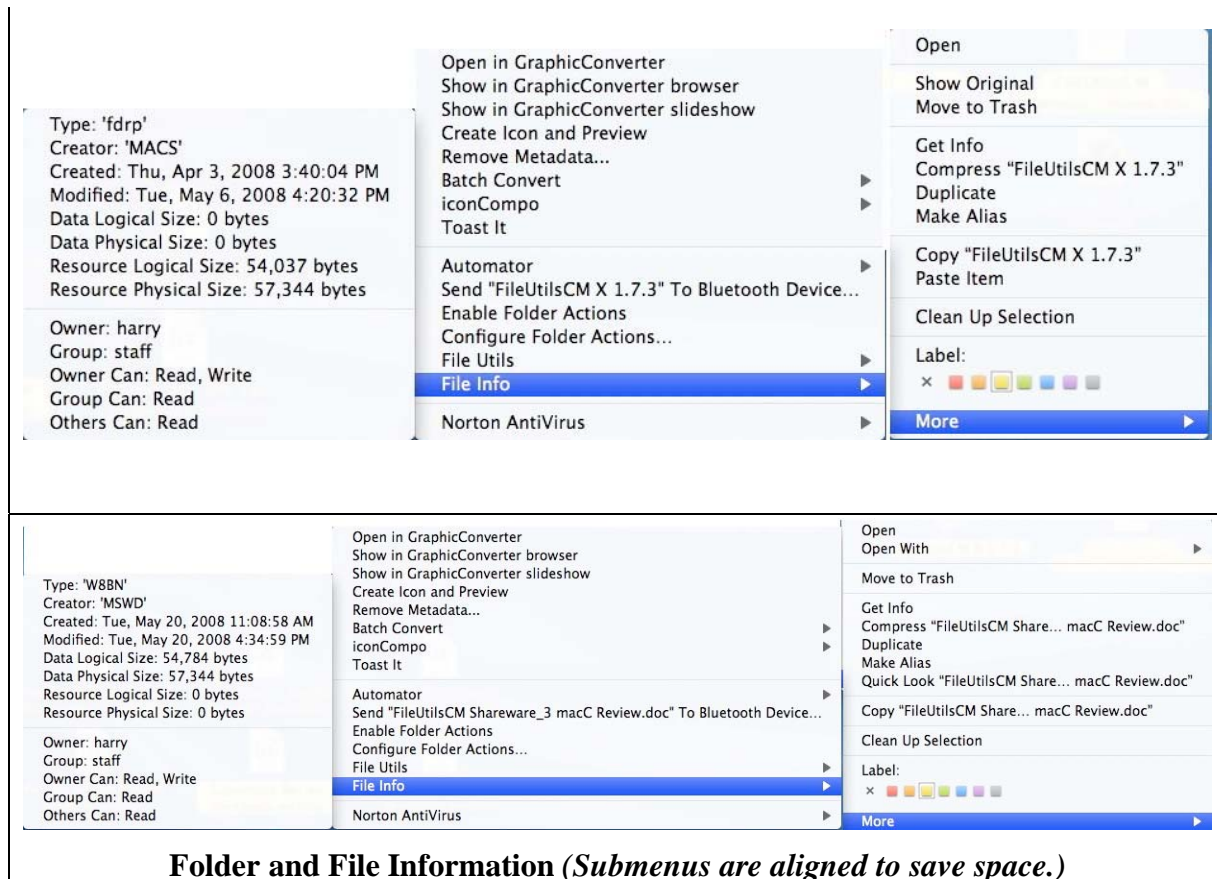 Type: 'fdrp'
Creator: 'MACS'
Created: Thu, Apr 3, 2008 3:40:04 PM
Modified: Tue, May 6, 2008 4:20:32 PM
Data Logical Size: 0 bytes
Data Physical Size: 0 bytes
Resource Logical Size: 54,037 bytes
Resource Physical Size: 57,344 bytes
Owner: harry
Group: staff
Owner Can: Read, Write
Group Can: Read
Others Can: Read
Open in GraphicConverter
Show in GraphicConverter browser
Show in GraphicConverter slideshow
Create Icon and Preview
Remove Metadata...
Batch Convert
iconCompo
Toast It
Automator
Send "FileUtilsCM X 1.7.3" To Bluetooth Device...
Enable Folder Actions
Configure Folder Actions...
File Utils
File Info
Norton AntiVirus
Open
Show Original
Move to Trash
Get Info
Compress "FileUtilsCM X 1.7.3"
Duplicate
Make Alias
Copy "FileUtilsCM X 1.7.3"
Paste Item
Clean Up Selection
Label:
×
More
Type: 'W8BN'
Creator: 'MSWD'
Created: Tue, May 20, 2008 11:08:58 AM
Modified: Tue, May 20, 2008 4:34:59 PM
Data Logical Size: 54,784 bytes
Data Physical Size: 57,344 bytes
Resource Logical Size: 0 bytes
Resource Physical Size: 0 bytes
Owner: harry
Group: staff
Owner Can: Read, Write
Group Can: Read
Others Can: Read
Open in GraphicConverter
Show in GraphicConverter browser
Show in GraphicConverter slideshow
Create Icon and Preview
Remove Metadata...
Batch Convert
iconCompo
Toast It
Automator
Send "FileUtilsCM Shareware_3 macC Review.doc" To Bluetooth Device...
Enable Folder Actions
Configure Folder Actions...
File Utils
File Info
Norton AntiVirus
Open
Open With
Move to Trash
Get Info
Compress "FileUtilsCM Share... macC Review.doc"
Duplicate
Make Alias
Quick Look "FileUtilsCM Share... macC Review.doc"
Copy "FileUtilsCM Share... macC Review.doc"
Clean Up Selection
Label:
×
More
Folder and File Information (Submenus are aligned to save space.)